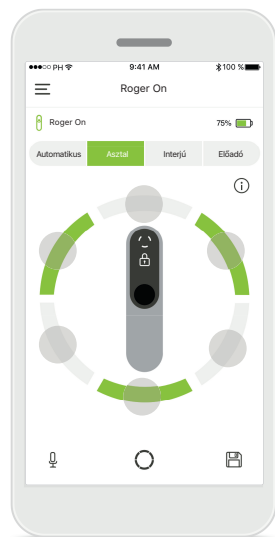 PH 9:41 AM 100 %
Roger On
Roger On 75%
Automatikus Asztal Interjú Előadó